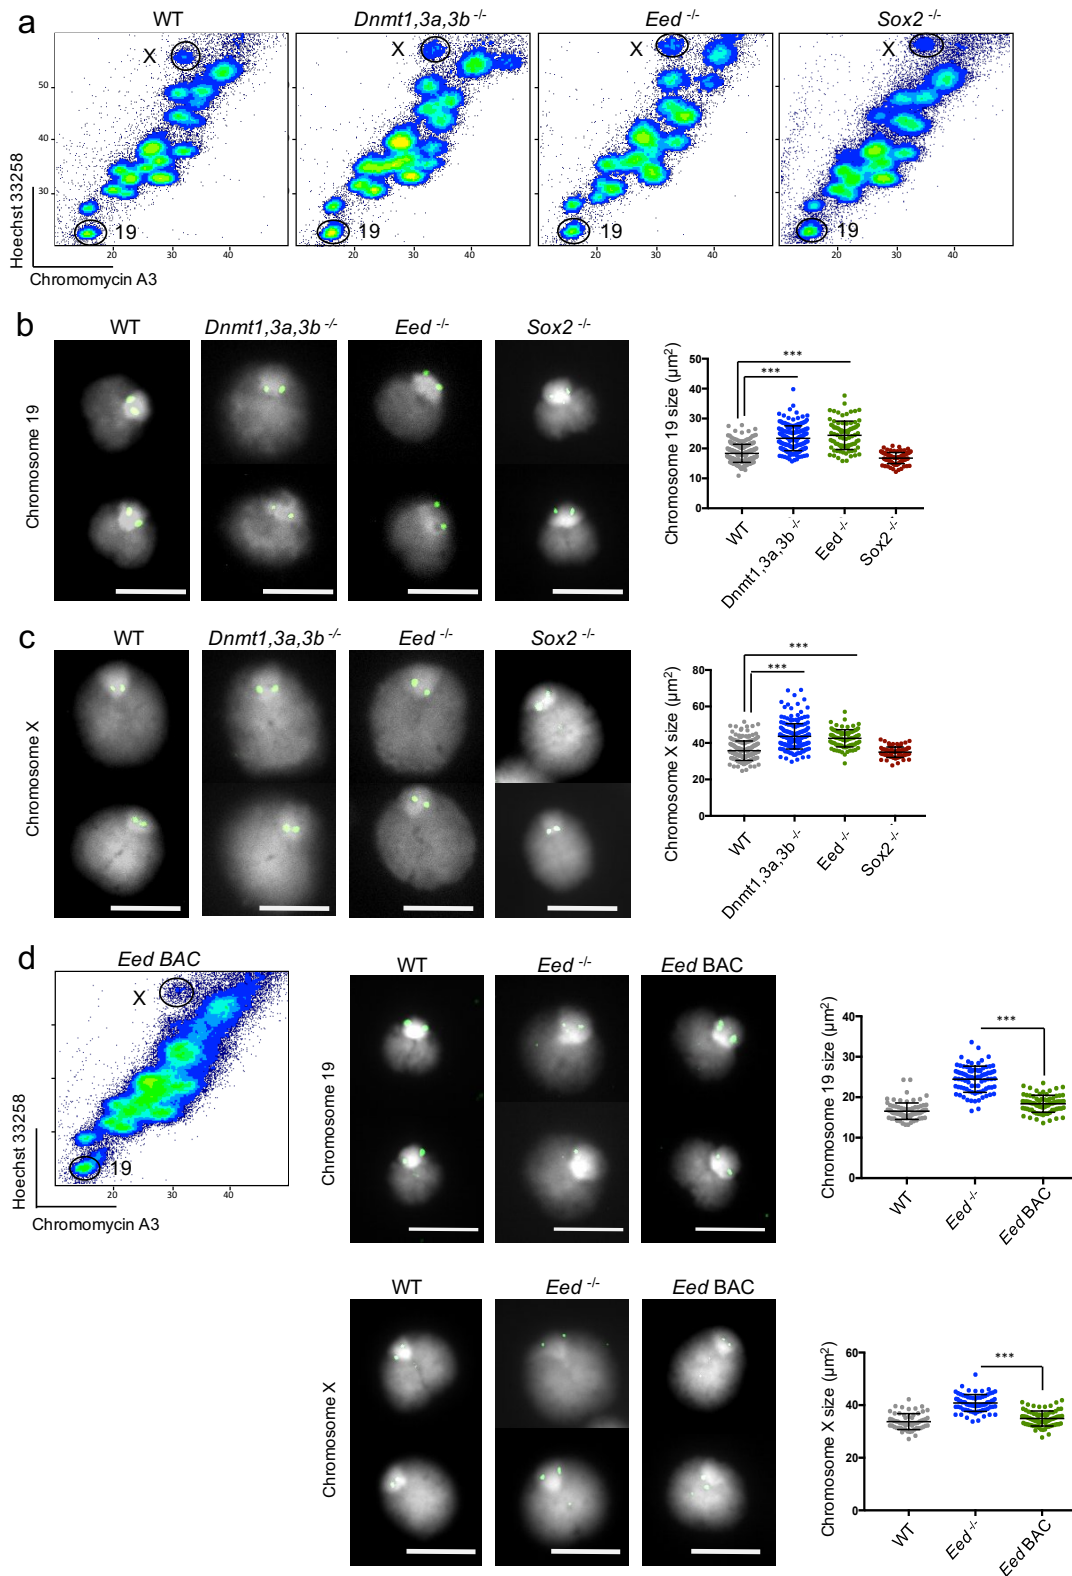 a
WT
Dnmt1,3a,3b -/-
Eed -/-
Sox2 -/-
X
X
X
X
50
40
30
19
19
19
19
20
30
40
20
30
40
20
30
40
20
30
40
Hoechst 33258
Chromomycin A3
b
WT
Dnmt1,3a,3b -/-
Eed -/-
Sox2 -/-
Chromosome 19
Chromosome 19 size (µm²)
50
40
30
20
10
0
***
***
WT
Dnmt1,3a,3b -/-
Eed -/-
Sox2 -/-
c
WT
Dnmt1,3a,3b -/-
Eed -/-
Sox2 -/-
Chromosome X
Chromosome X size (µm²)
80
60
40
20
0
***
***
WT
Dnmt1,3a,3b -/-
Eed -/-
Sox2 -/-
d
Eed BAC
X
19
20
30
40
Hoechst 33258
Chromomycin A3
WT
Eed -/-
Eed BAC
Chromosome 19
Chromosome 19 size (µm²)
40
30
20
10
0
***
WT
Eed -/-
Eed BAC
WT
Eed -/-
Eed BAC
Chromosome X
Chromosome X size (µm²)
60
40
20
0
***
WT
Eed -/-
Eed BAC